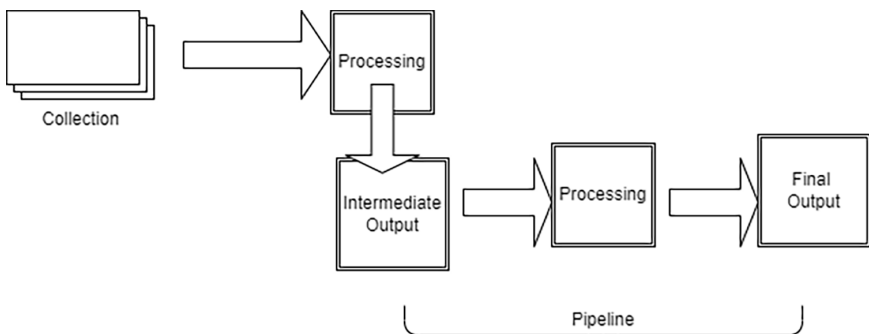 Processing
Collection
Intermediate
Output
Processing
Final
Output
Pipeline